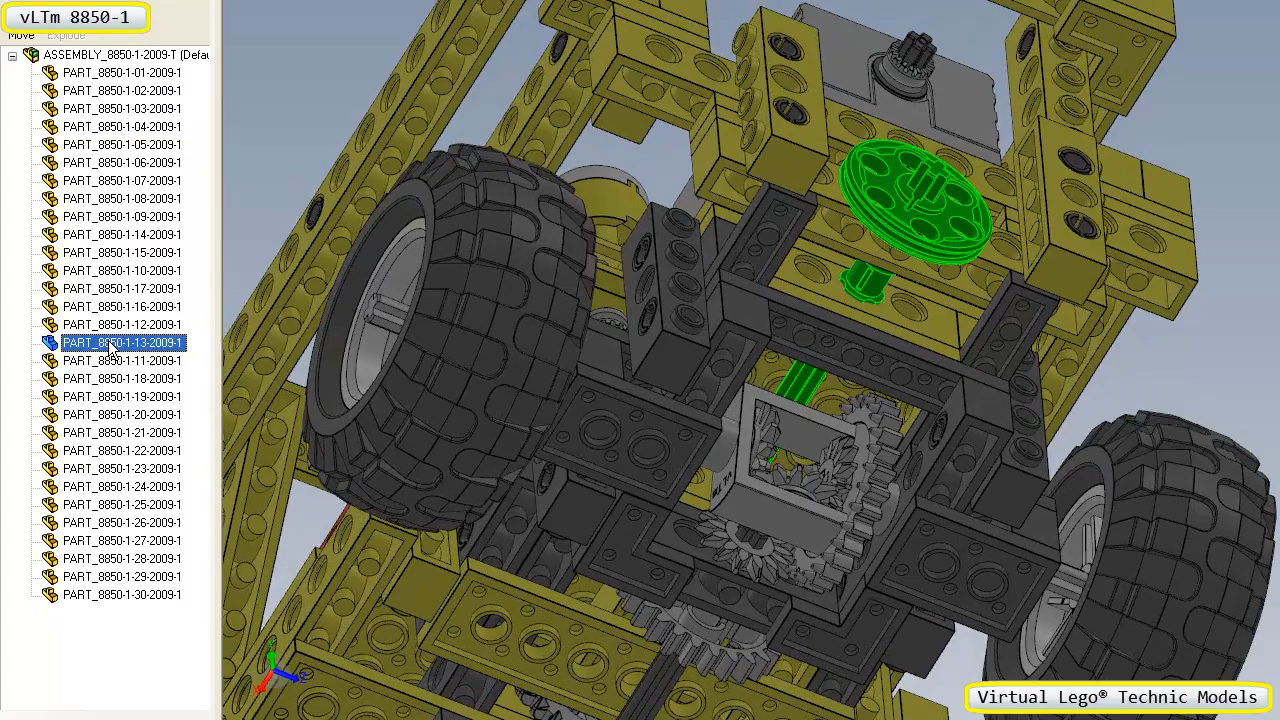 vLTm 8850-1
Move Explode
ASSEMBLY_8850-1-2009-T (Defau
PART_8850-1-01-2009-1
PART_8850-1-02-2009-1
PART_8850-1-03-2009-1
PART_8850-1-04-2009-1
PART_8850-1-05-2009-1
PART_8850-1-06-2009-1
PART_8850-1-07-2009-1
PART_8850-1-08-2009-1
PART_8850-1-09-2009-1
PART_8850-1-14-2009-1
PART_8850-1-15-2009-1
PART_8850-1-10-2009-1
PART_8850-1-17-2009-1
PART_8850-1-16-2009-1
PART_8850-1-12-2009-1
PART_8850-1-13-2009-1
PART_8850-1-11-2009-1
PART_8850-1-18-2009-1
PART_8850-1-19-2009-1
PART_8850-1-20-2009-1
PART_8850-1-21-2009-1
PART_8850-1-22-2009-1
PART_8850-1-23-2009-1
PART_8850-1-24-2009-1
PART_8850-1-25-2009-1
PART_8850-1-26-2009-1
PART_8850-1-27-2009-1
PART_8850-1-28-2009-1
PART_8850-1-29-2009-1
PART_8850-1-30-2009-1
Virtual Lego® Technic Models